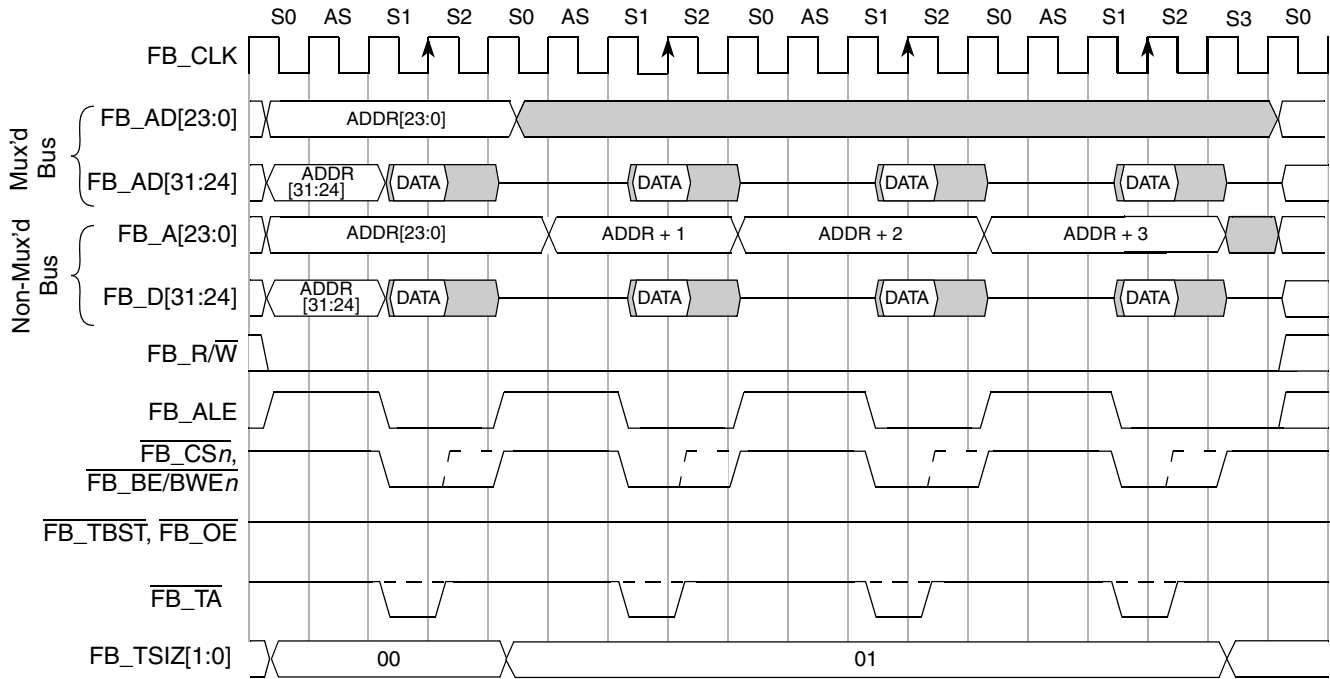 S0 AS S1 S2 S0 AS S1 S2 S0 AS S1 S2 S0 AS S1 S2 S3 S0
FB_CLK
Mux'd
Bus
FB_AD[23:0]
ADDR[23:0]
FB_AD[31:24]
ADDR
[31:24]
DATA DATA DATA DATA
Non-Mux'd
Bus
FB_A[23:0]
ADDR[23:0] ADDR + 1 ADDR + 2 ADDR + 3
FB_D[31:24]
ADDR
[31:24]
DATA DATA DATA DATA
FB_R/W
FB_ALE
FB_CSn,
FB_BE/BWEn
FB_TBST, FB_OE
FB_TA
FB_TSIZ[1:0]
00 01